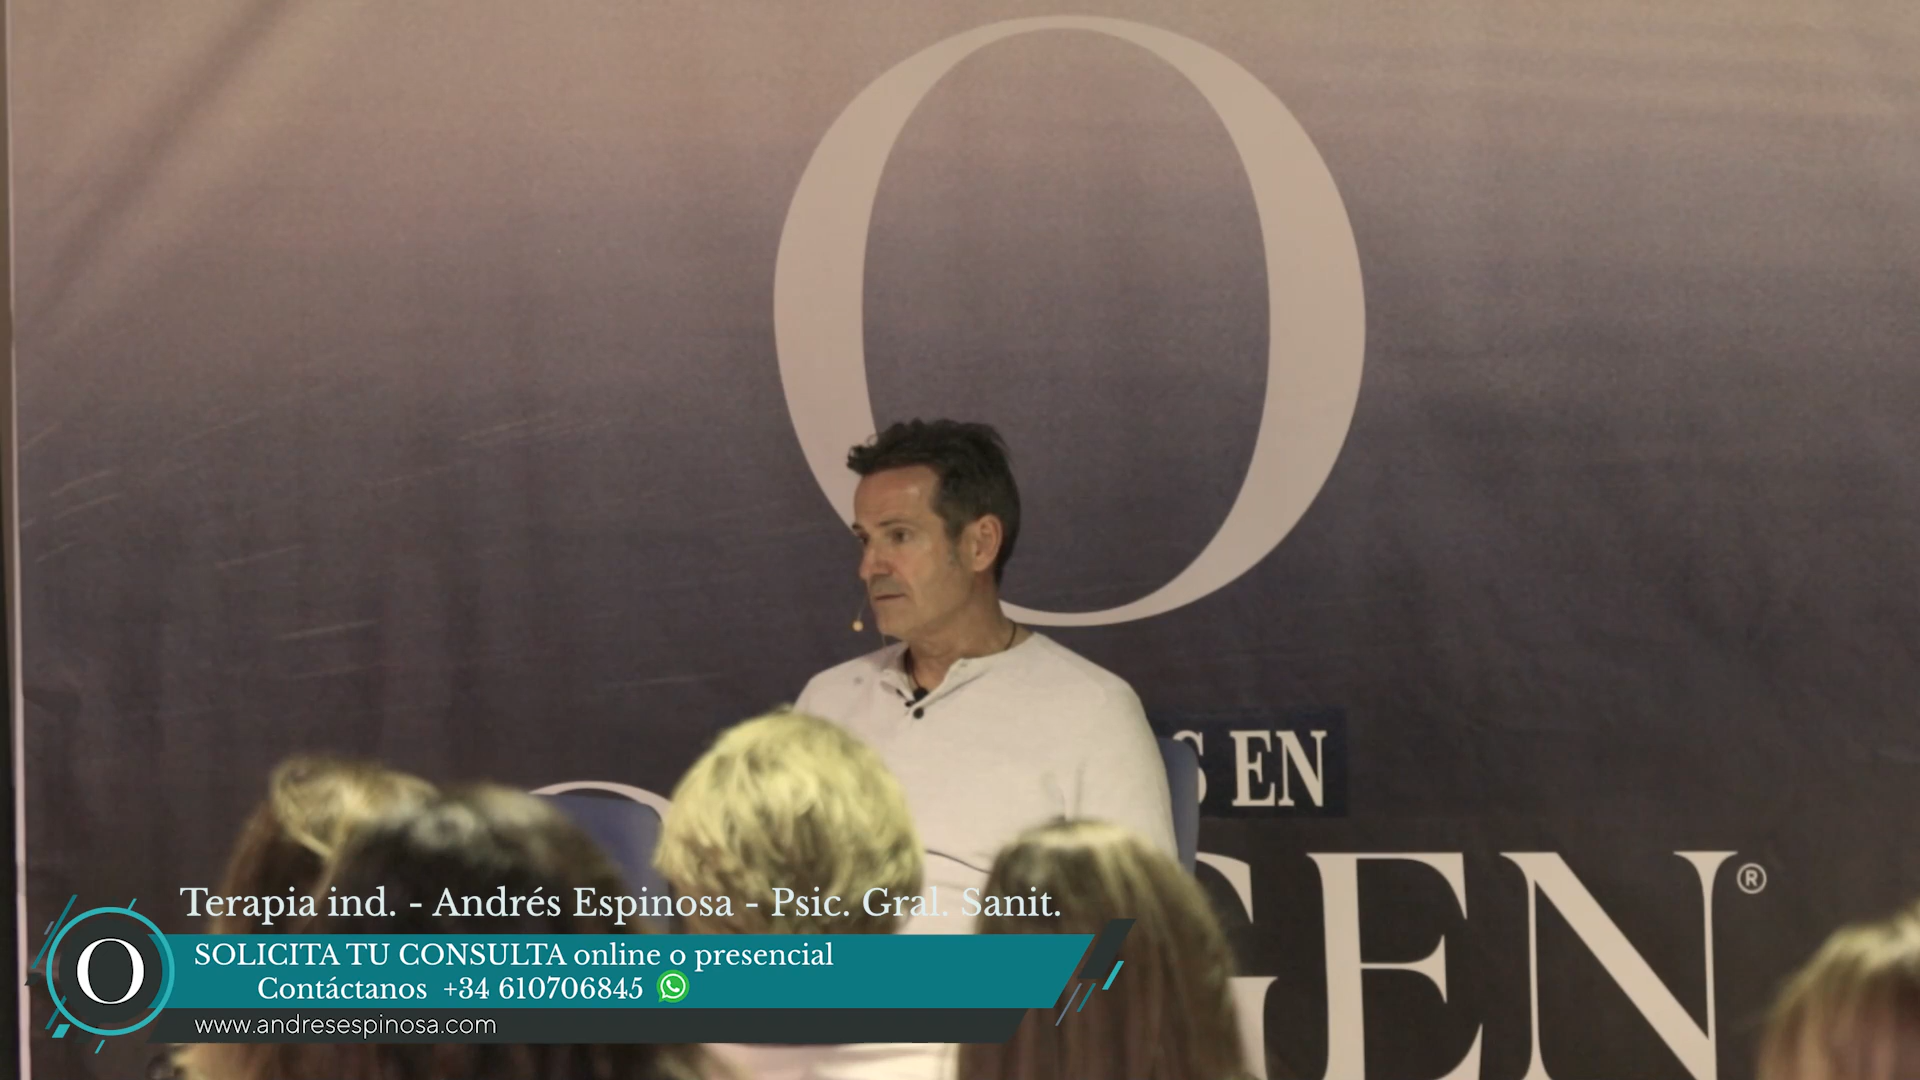 O
S EN
GEN®
Terapia ind. - Andrés Espinosa - Psic. Gral. Sanit.
SOLICITA TU CONSULTA online o presencial
Contáctanos +34 610706845
O
www.andresespinosa.com